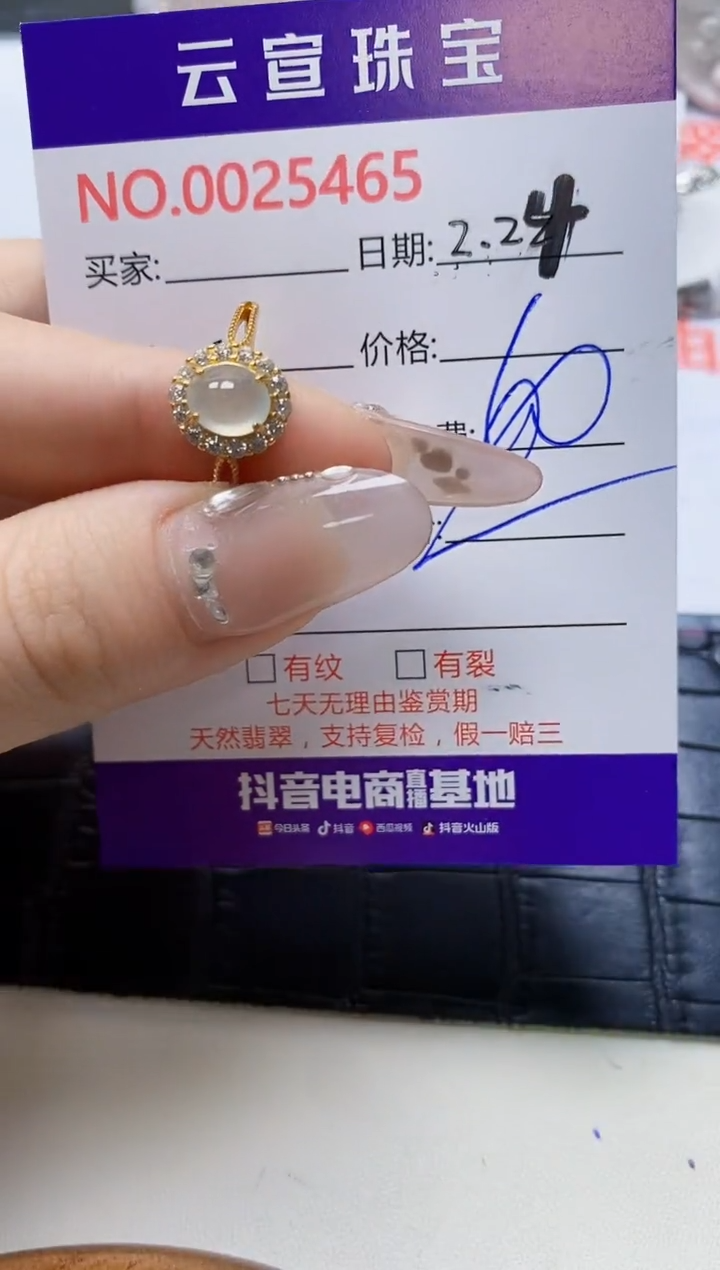 云宣珠宝
NO.0025465
买家: 日期: 2.24
价格:
费: 60
:
有纹 有裂
七天无理由鉴赏期
天然翡翠，支持复检，假一赔三
抖音电商直播基地
今日头条 抖音 西瓜视频 抖音火山版